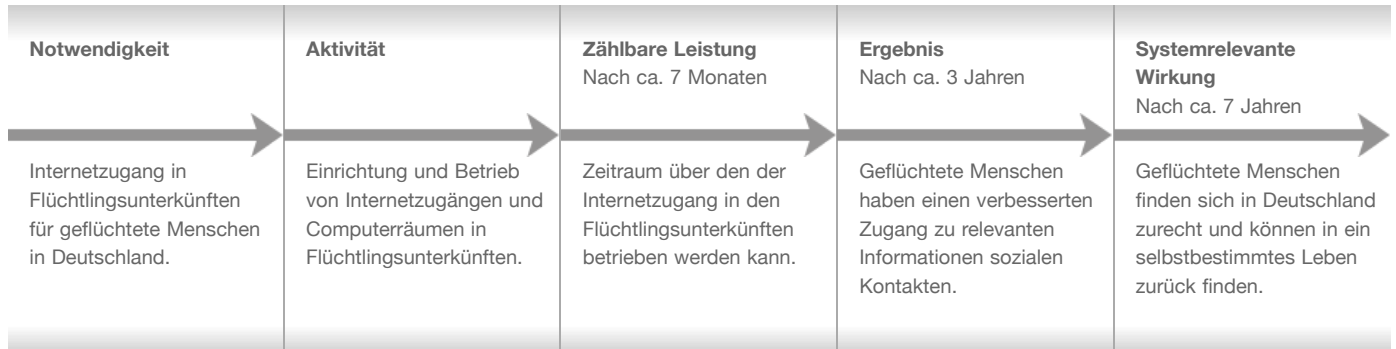 Notwendigkeit
Internetzugang in
Flüchtlingsunterkünften
für geflüchtete Menschen
in Deutschland.
Aktivität
Einrichtung und Betrieb
von Internetzugängen und
Computerräumen in
Flüchtlingsunterkünften.
Zählbare Leistung
Nach ca. 7 Monaten
Zeitraum über den der
Internetzugang in den
Flüchtlingsunterkünften
betrieben werden kann.
Ergebnis
Nach ca. 3 Jahren
Geflüchtete Menschen
haben einen verbesserten
Zugang zu relevanten
Informationen sozialen
Kontakten.
Systemrelevante
Wirkung
Nach ca. 7 Jahren
Geflüchtete Menschen
finden sich in Deutschland
zurecht und können in ein
selbstbestimmtes Leben
zurück finden.